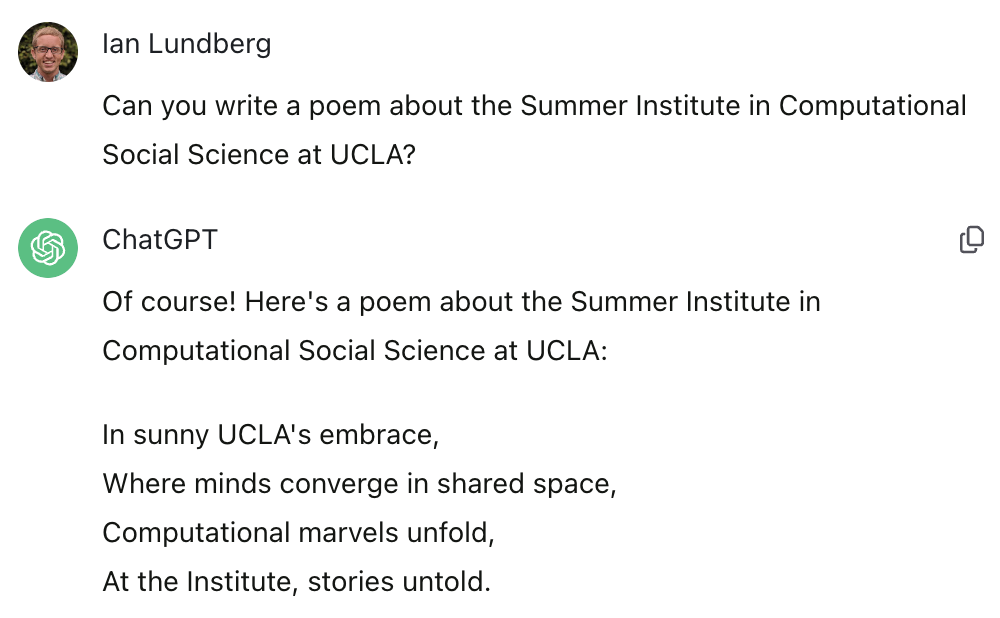 Ian Lundberg
Can you write a poem about the Summer Institute in Computational
Social Science at UCLA?
ChatGPT
Of course! Here's a poem about the Summer Institute in
Computational Social Science at UCLA:
In sunny UCLA's embrace,
Where minds converge in shared space,
Computational marvels unfold,
At the Institute, stories untold.